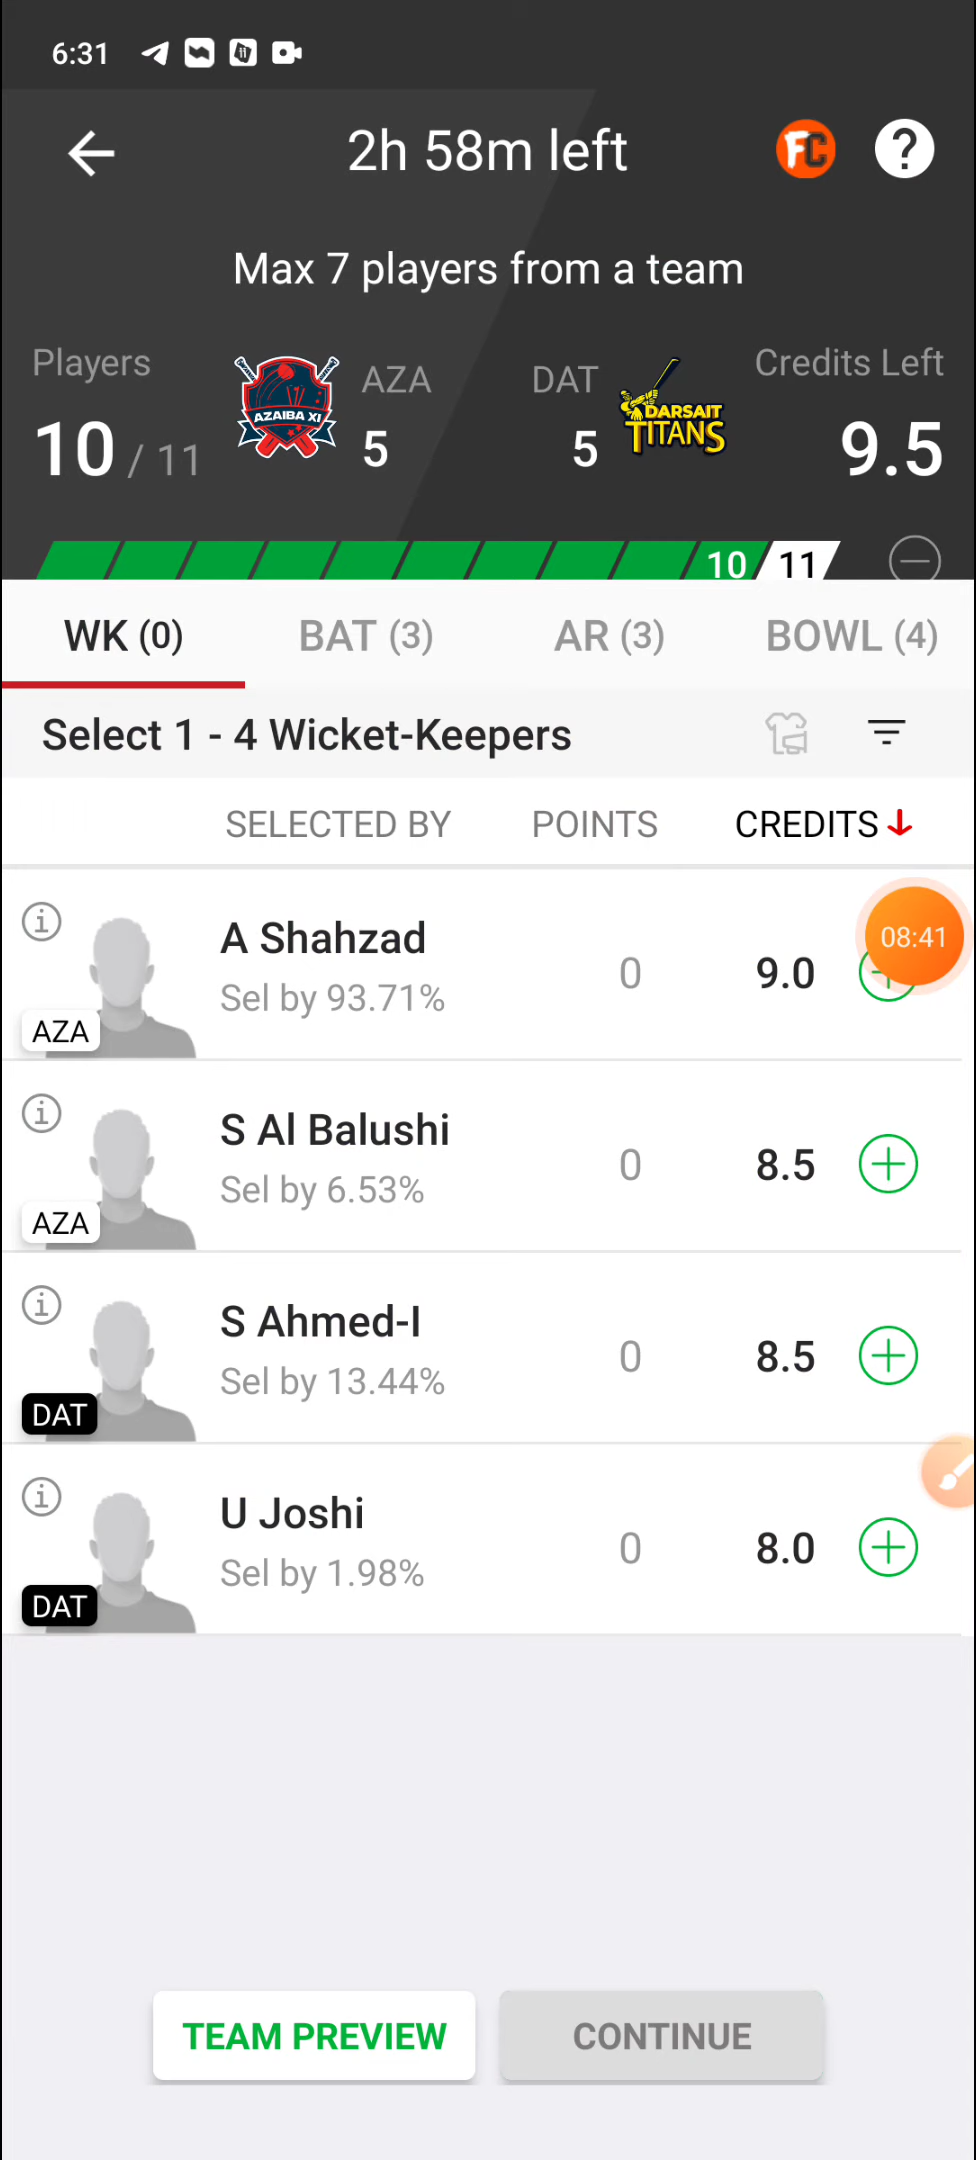 6:31
2h 58m left
FC
?
Max 7 players from a team
Players
AZA
DAT
Credits Left
10 / 11
AZAIBA XI
5
5
DARSAIT
TITANS
9.5
10
11
WK (0)
BAT (3)
AR (3)
BOWL (4)
Select 1 - 4 Wicket-Keepers
SELECTED BY
POINTS
CREDITS
A Shahzad
Sel by 93.71%
AZA
0
9.0
08:41
S Al Balushi
Sel by 6.53%
AZA
0
8.5
S Ahmed-I
Sel by 13.44%
DAT
0
8.5
U Joshi
Sel by 1.98%
DAT
0
8.0
TEAM PREVIEW
CONTINUE